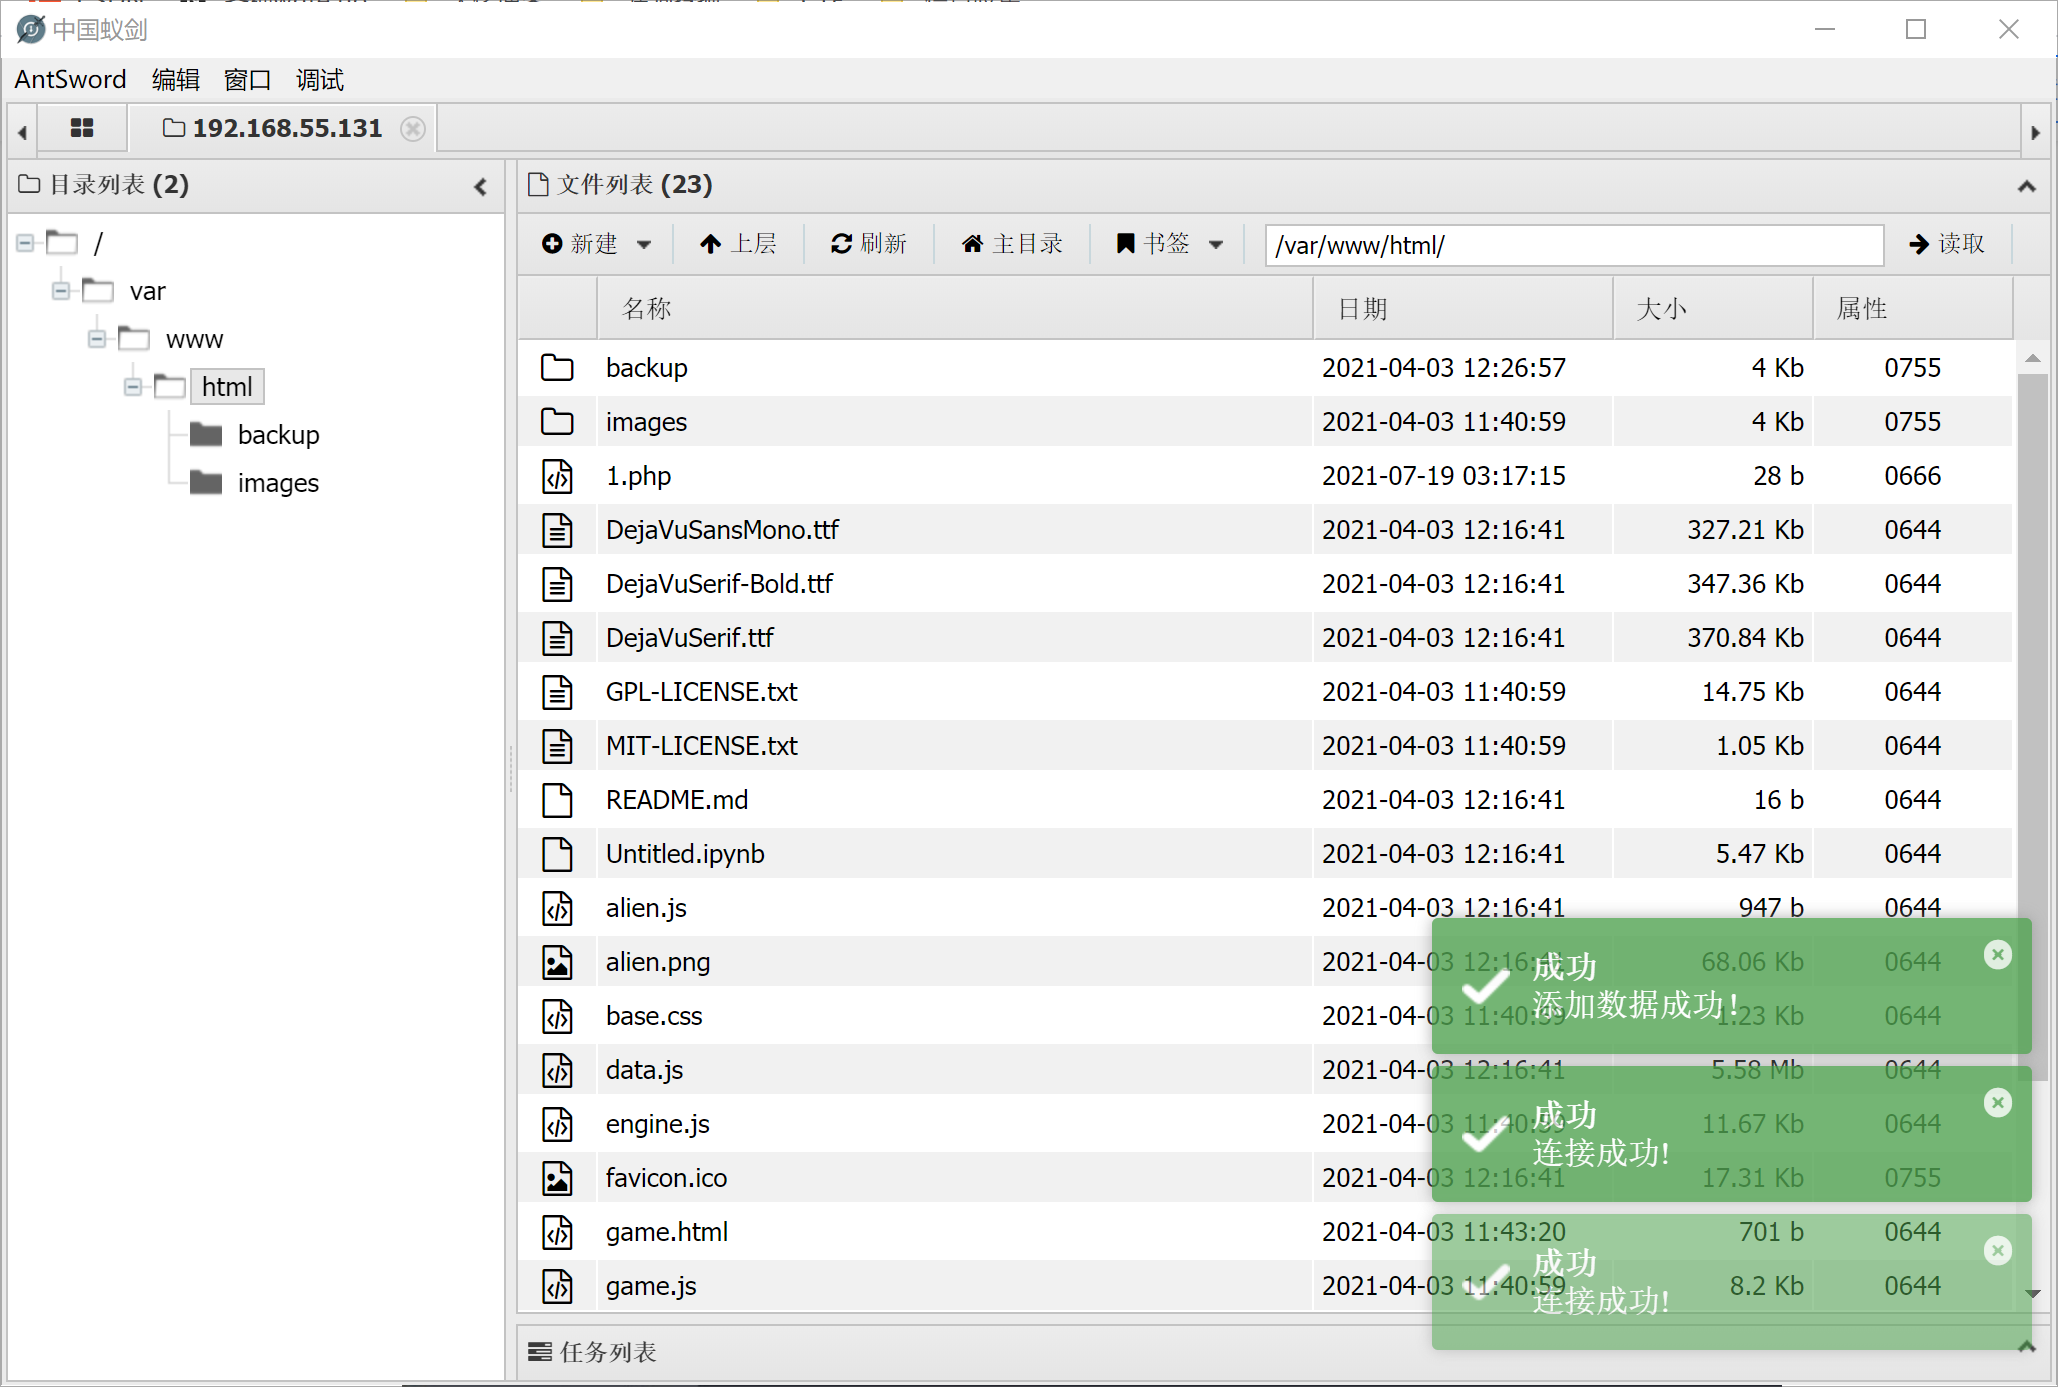 中国蚁剑
AntSword 编辑 窗口 调试
192.168.55.131
目录列表 (2)
/
var
www
html
backup
images
文件列表 (23)
新建 上层 刷新 主目录 书签 /var/www/html/ 读取
名称 日期 大小 属性
backup 2021-04-03 12:26:57 4 Kb 0755
images 2021-04-03 11:40:59 4 Kb 0755
1.php 2021-07-19 03:17:15 28 b 0666
DejaVuSansMono.ttf 2021-04-03 12:16:41 327.21 Kb 0644
DejaVuSerif-Bold.ttf 2021-04-03 12:16:41 347.36 Kb 0644
DejaVuSerif.ttf 2021-04-03 12:16:41 370.84 Kb 0644
GPL-LICENSE.txt 2021-04-03 11:40:59 14.75 Kb 0644
MIT-LICENSE.txt 2021-04-03 11:40:59 1.05 Kb 0644
README.md 2021-04-03 12:16:41 16 b 0644
Untitled.ipynb 2021-04-03 12:16:41 5.47 Kb 0644
alien.js 2021-04-03 12:16:41 947 b 0644
alien.png 2021-04-03 12:16:41 68.06 Kb 0644
base.css 2021-04-03 11:40:59 1.23 Kb 0644
data.js 2021-04-03 12:16:41 5.58 Mb 0644
engine.js 2021-04-03 11:40:59 11.67 Kb 0644
favicon.ico 2021-04-03 12:16:41 17.31 Kb 0755
game.html 2021-04-03 11:43:20 701 b 0644
game.js 2021-04-03 11:40:59 8.2 Kb 0644
成功
添加数据成功!
成功
连接成功!
成功
连接成功!
任务列表